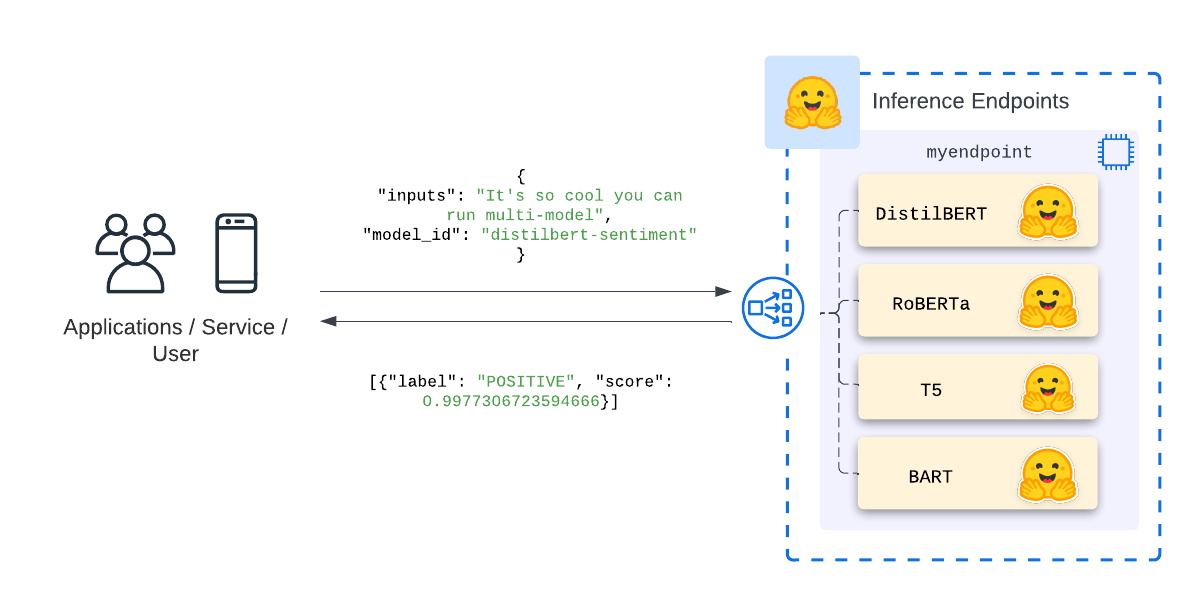 Inference Endpoints
myendpoint
{
"inputs": "It's so cool you can
run multi-model",
"model_id": "distilbert-sentiment"
}
DistilBERT
RoBERTa
Applications / Service /
User
[{"label": "POSITIVE", "score":
0.9977306723594666}]
T5
BART